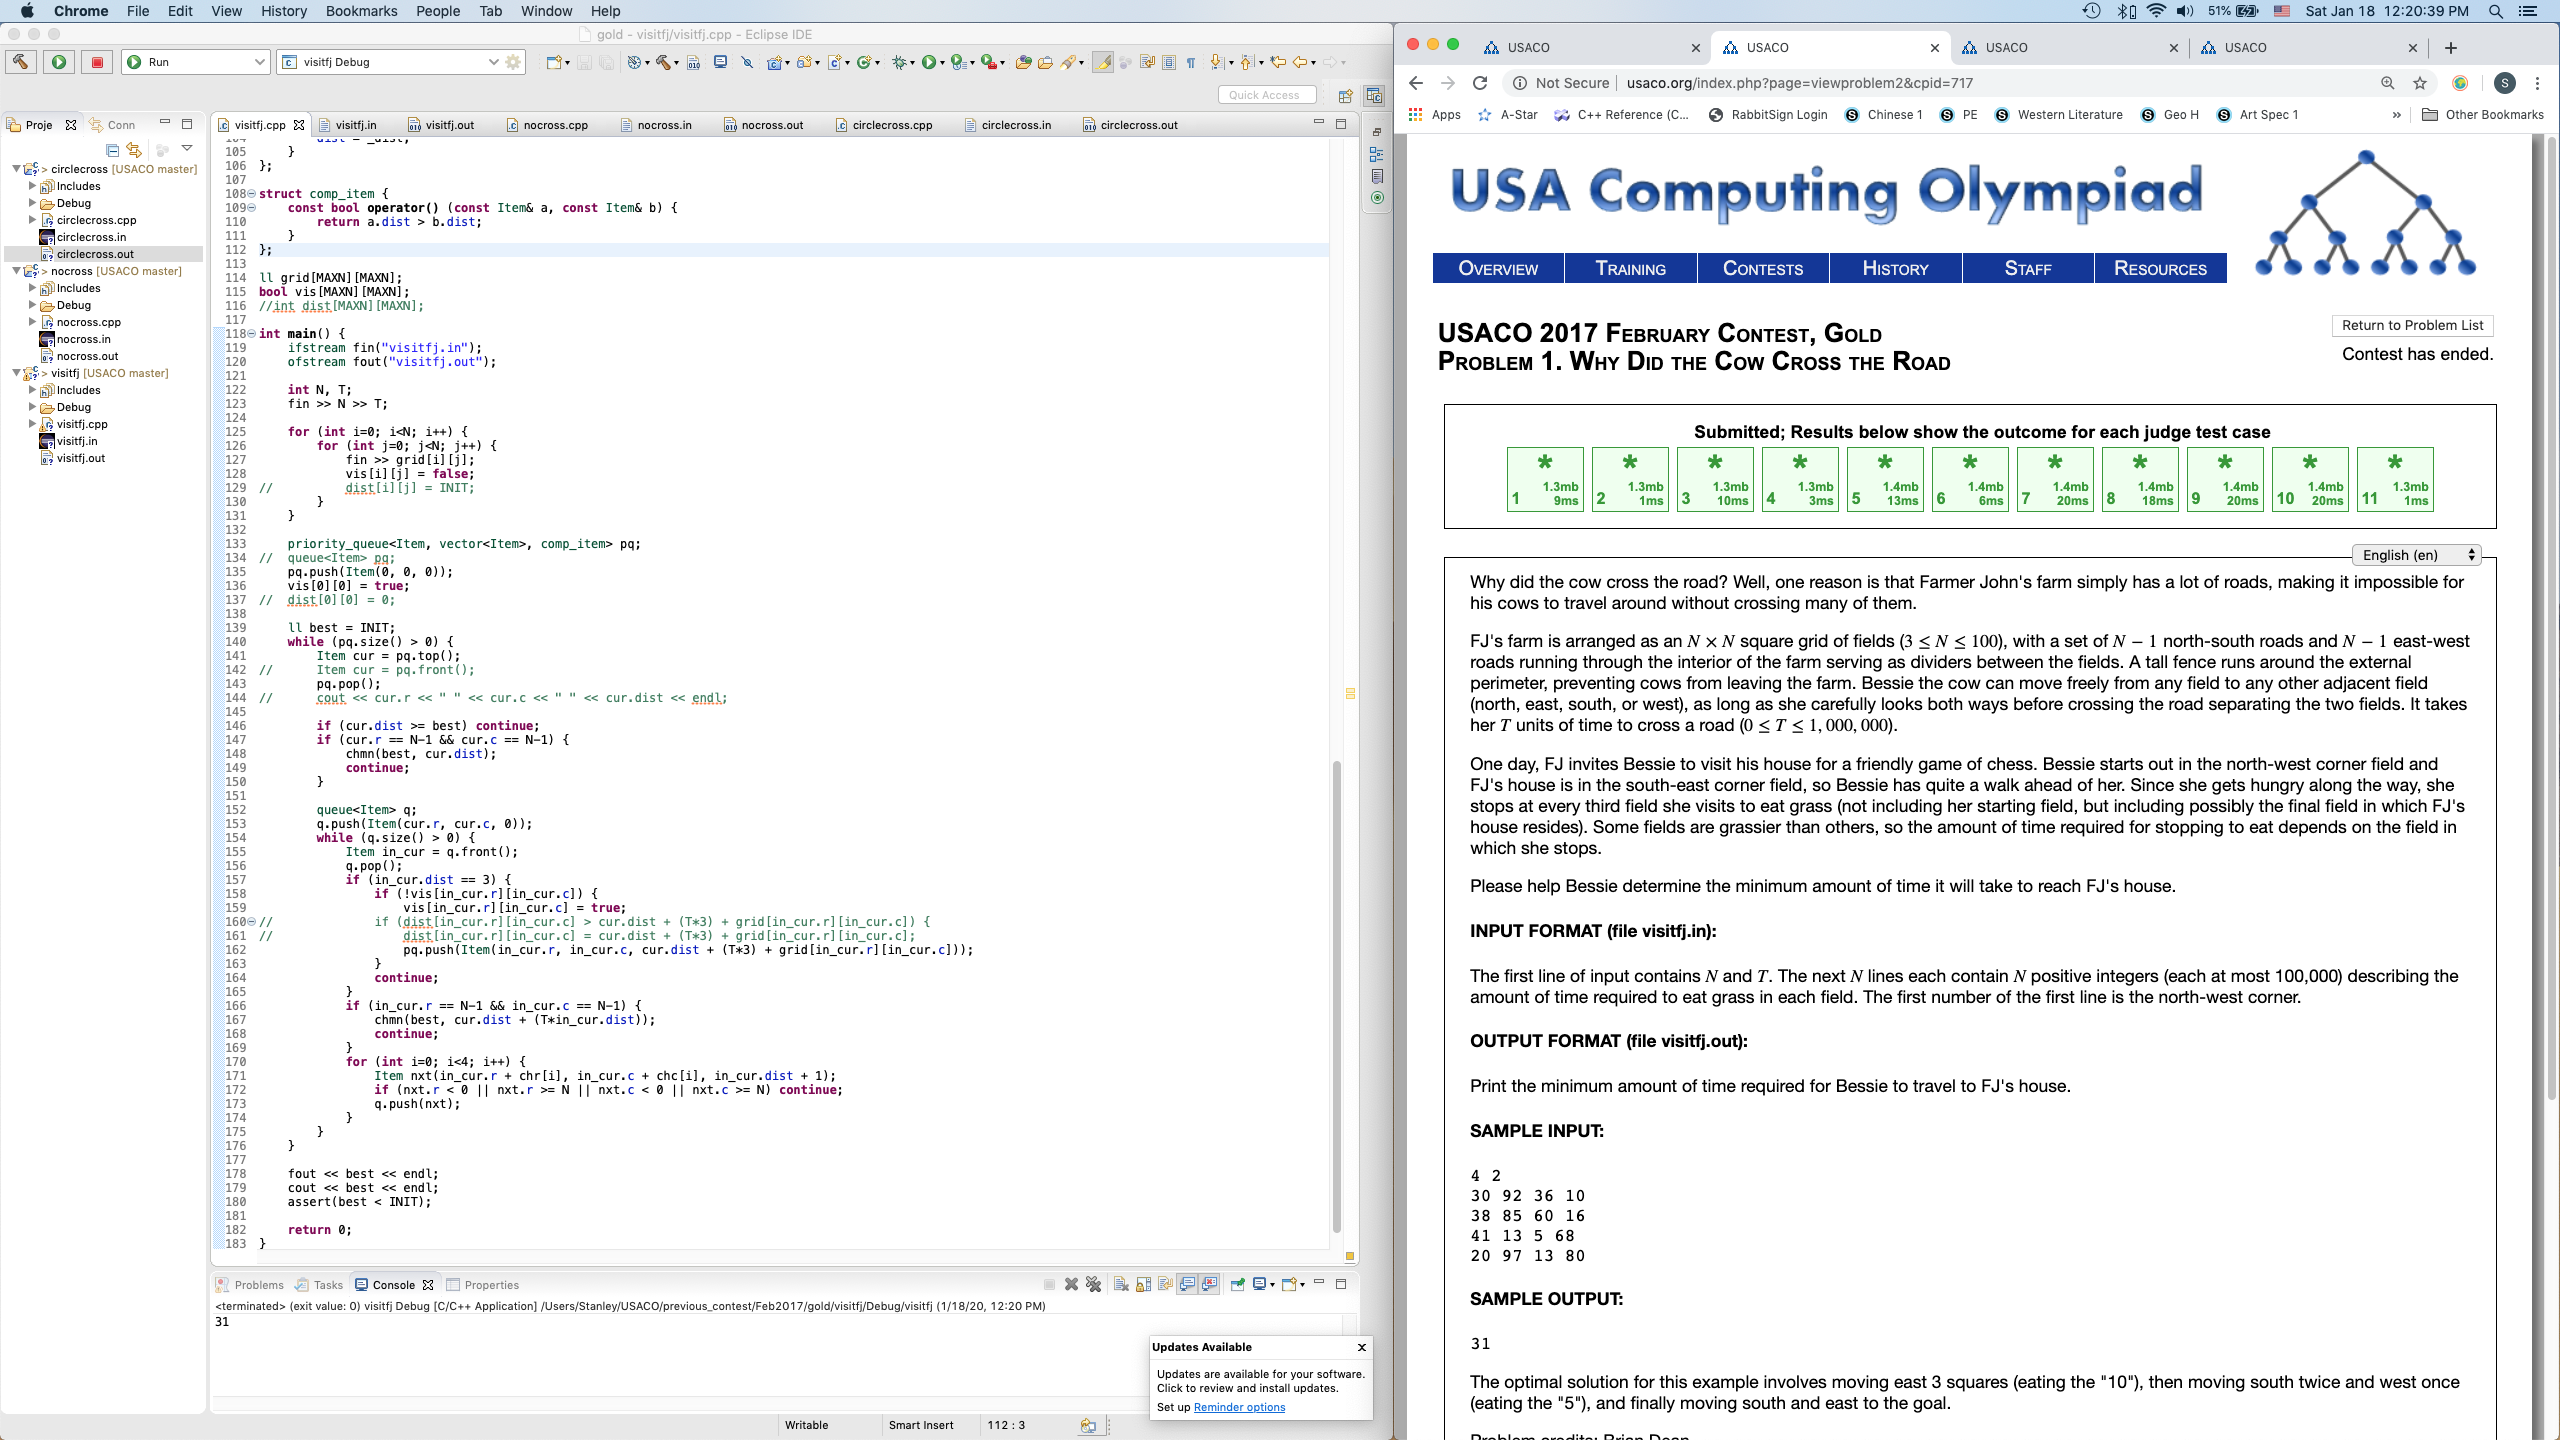 Chrome File Edit View History Bookmarks People Tab Window Help
51% Sat Jan 18 12:20:39 PM
gold - visitfj/visitfj.cpp - Eclipse IDE
Run
visitfj Debug
Quick Access
Proje
Conn
circlecross [USACO master]
Includes
Debug
circlecross.cpp
circlecross.in
circlecross.out
nocross [USACO master]
Includes
Debug
nocross.cpp
nocross.in
nocross.out
visitfj [USACO master]
Includes
Debug
visitfj.cpp
visitfj.in
visitfj.out
visitfj.cpp visitfj.in visitfj.out nocross.cpp nocross.in nocross.out circlecross.cpp circlecross.in circlecross.out
105 }
106 };
107
108 struct comp_item {
109 const bool operator() (const Item& a, const Item& b) {
110 return a.dist > b.dist;
111 }
112 };
113
114 ll grid[MAXN][MAXN];
115 bool vis[MAXN][MAXN];
116 //int dist[MAXN][MAXN];
117
118 int main() {
119 ifstream fin("visitfj.in");
120 ofstream fout("visitfj.out");
121
122 int N, T;
123 fin >> N >> T;
124
125 for (int i=0; i<N; i++) {
126 for (int j=0; j<N; j++) {
127 fin >> grid[i][j];
128 vis[i][j] = false;
129 // dist[i][j] = INIT;
130 }
131 }
132
133 priority_queue<Item, vector<Item>, comp_item> pq;
134 // queue<Item> pq;
135 pq.push(Item(0, 0, 0));
136 vis[0][0] = true;
137 // dist[0][0] = 0;
138
139 ll best = INIT;
140 while (pq.size() > 0) {
141 Item cur = pq.top();
142 // Item cur = pq.front();
143 pq.pop();
144 // cout << cur.r << " " << cur.c << " " << cur.dist << endl;
145
146 if (cur.dist >= best) continue;
147 if (cur.r == N-1 && cur.c == N-1) {
148 chmn(best, cur.dist);
149 continue;
150 }
151
152 queue<Item> q;
153 q.push(Item(cur.r, cur.c, 0));
154 while (q.size() > 0) {
155 Item in_cur = q.front();
156 q.pop();
157 if (in_cur.dist == 3) {
158 if (!vis[in_cur.r][in_cur.c]) {
159 vis[in_cur.r][in_cur.c] = true;
160 // if (dist[in_cur.r][in_cur.c] > cur.dist + (T*3) + grid[in_cur.r][in_cur.c]) {
161 // dist[in_cur.r][in_cur.c] = cur.dist + (T*3) + grid[in_cur.r][in_cur.c];
162 pq.push(Item(in_cur.r, in_cur.c, cur.dist + (T*3) + grid[in_cur.r][in_cur.c]));
163 }
164 continue;
165 }
166 if (in_cur.r == N-1 && in_cur.c == N-1) {
167 chmn(best, cur.dist + (T*in_cur.dist));
168 continue;
169 }
170 for (int i=0; i<4; i++) {
171 Item nxt(in_cur.r + chr[i], in_cur.c + chc[i], in_cur.dist + 1);
172 if (nxt.r < 0 || nxt.r >= N || nxt.c < 0 || nxt.c >= N) continue;
173 q.push(nxt);
174 }
175 }
176 }
177
178 fout << best << endl;
179 cout << best << endl;
180 assert(best < INIT);
181
182 return 0;
183 }
Problems Tasks Console Properties
<terminated> (exit value: 0) visitfj Debug [C/C++ Application] /Users/Stanley/USACO/previous_contest/Feb2017/gold/visitfj/Debug/visitfj (1/18/20, 12:20 PM)
31
Updates Available
Updates are available for your software.
Click to review and install updates.
Set up Reminder options
Writable Smart Insert 112 : 3
USACO USACO USACO USACO
Not Secure usaco.org/index.php?page=viewproblem2&cpid=717
S
Apps A-Star C++ Reference (C... RabbitSign Login Chinese 1 PE Western Literature Geo H Art Spec 1 » Other Bookmarks
USA Computing Olympiad
OVERVIEW TRAINING CONTESTS HISTORY STAFF RESOURCES
USACO 2017 FEBRUARY CONTEST, GOLD
PROBLEM 1. WHY DID THE COW CROSS THE ROAD
Return to Problem List
Contest has ended.
Submitted; Results below show the outcome for each judge test case
* * * * * * * * * * *
1.3mb 1.3mb 1.3mb 1.3mb 1.4mb 1.4mb 1.4mb 1.4mb 1.4mb 1.4mb 1.3mb
1 9ms 2 1ms 3 10ms 4 3ms 5 13ms 6 6ms 7 20ms 8 18ms 9 20ms 10 20ms 11 1ms
English (en)
Why did the cow cross the road? Well, one reason is that Farmer John's farm simply has a lot of roads, making it impossible for
his cows to travel around without crossing many of them.
FJ's farm is arranged as an N × N square grid of fields (3 ≤ N ≤ 100), with a set of N − 1 north-south roads and N − 1 east-west
roads running through the interior of the farm serving as dividers between the fields. A tall fence runs around the external
perimeter, preventing cows from leaving the farm. Bessie the cow can move freely from any field to any other adjacent field
(north, east, south, or west), as long as she carefully looks both ways before crossing the road separating the two fields. It takes
her T units of time to cross a road (0 ≤ T ≤ 1, 000, 000).
One day, FJ invites Bessie to visit his house for a friendly game of chess. Bessie starts out in the north-west corner field and
FJ's house is in the south-east corner field, so Bessie has quite a walk ahead of her. Since she gets hungry along the way, she
stops at every third field she visits to eat grass (not including her starting field, but including possibly the final field in which FJ's
house resides). Some fields are grassier than others, so the amount of time required for stopping to eat depends on the field in
which she stops.
Please help Bessie determine the minimum amount of time it will take to reach FJ's house.
INPUT FORMAT (file visitfj.in):
The first line of input contains N and T. The next N lines each contain N positive integers (each at most 100,000) describing the
amount of time required to eat grass in each field. The first number of the first line is the north-west corner.
OUTPUT FORMAT (file visitfj.out):
Print the minimum amount of time required for Bessie to travel to FJ's house.
SAMPLE INPUT:
4 2
30 92 36 10
38 85 60 16
41 13 5 68
20 97 13 80
SAMPLE OUTPUT:
31
The optimal solution for this example involves moving east 3 squares (eating the "10"), then moving south twice and west once
(eating the "5"), and finally moving south and east to the goal.
Problem credits: Brian Dean